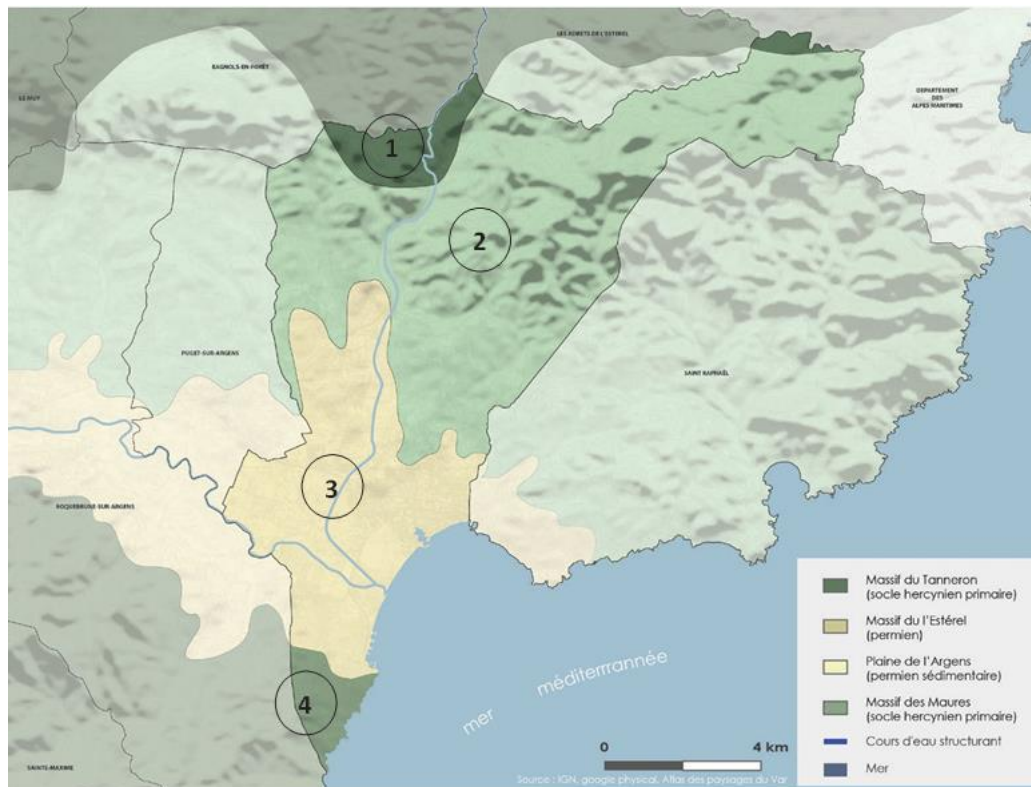 LES ADRETS DE L'ESTEREL
BAGNOLS-EN-FORÊT
LE MUY
DEPARTEMENT
DES
ALPES MARITIMES
1
2
PUGET-SUR-ARGENS
SAINT RAPHAËL
3
ROQUEBRUNE-SUR-ARGENS
4
SAINTE-MAXIME
mer méditerrrannée
Massif du Tanneron
(socle hercynien primaire)
Massif du l'Estérel
(permien)
Plaine de l'Argens
(permien sédimentaire)
Massif des Maures
(socle hercynien primaire)
Cours d'eau structurant
Mer
0 4 km
Source : IGN, google physical, Atlas des paysages du Var